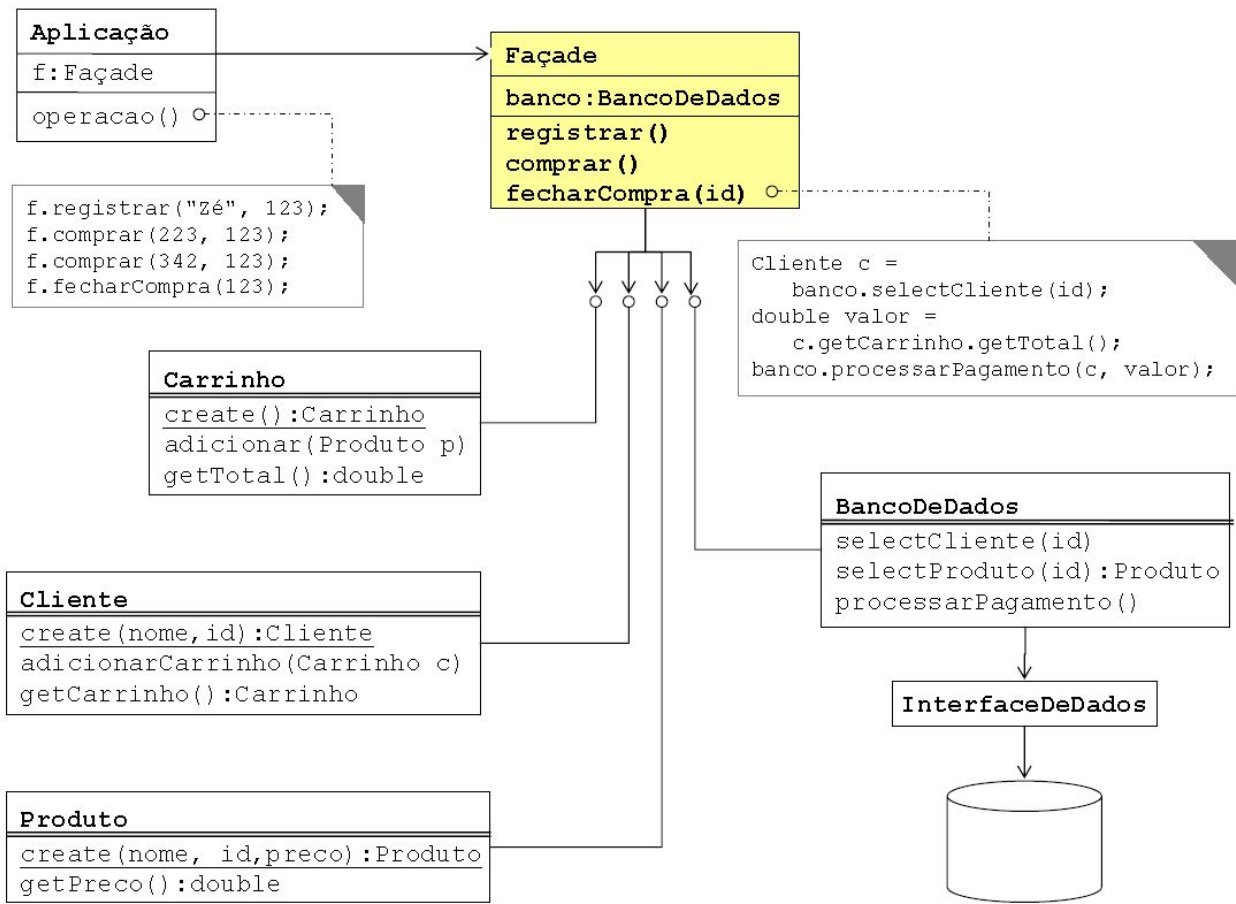 Aplicação
f:Façade
operacao()
f.registrar("Zé", 123);
f.comprar(223, 123);
f.comprar(342, 123);
f.fecharCompra(123);
Façade
banco:BancoDeDados
registrar()
comprar()
fecharCompra(id)
Cliente c =
banco.selectCliente(id);
double valor =
c.getCarrinho.getTotal();
banco.processarPagamento(c, valor);
Carrinho
create():Carrinho
adicionar(Produto p)
getTotal():double
Cliente
create(nome,id):Cliente
adicionarCarrinho(Carrinho c)
getCarrinho():Carrinho
Produto
create(nome, id,preco):Produto
getPreco():double
BancoDeDados
selectCliente(id)
selectProduto(id):Produto
processarPagamento()
InterfaceDeDados